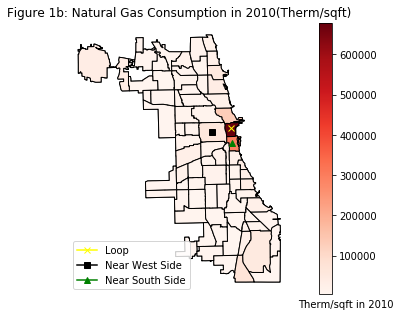 Figure 1b: Natural Gas Consumption in 2010(Therm/sqft)
600000
500000
400000
300000
200000
100000
Loop
Near West Side
Near South Side
Therm/sqft in 2010